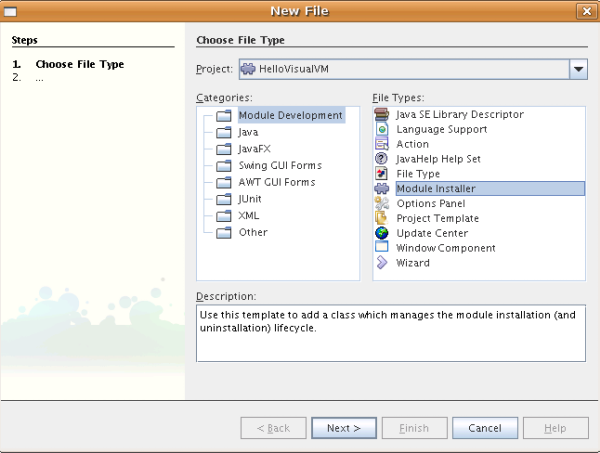 New File
Steps
1. Choose File Type
2. ...
Choose File Type
Project: HelloVisualVM
Categories:
Module Development
Java
JavaFX
Swing GUI Forms
AWT GUI Forms
JUnit
XML
Other
File Types:
Java SE Library Descriptor
Language Support
Action
JavaHelp Help Set
File Type
Module Installer
Options Panel
Project Template
Update Center
Window Component
Wizard
Description:
Use this template to add a class which manages the module installation (and
uninstallation) lifecycle.
< Back Next > Finish Cancel Help